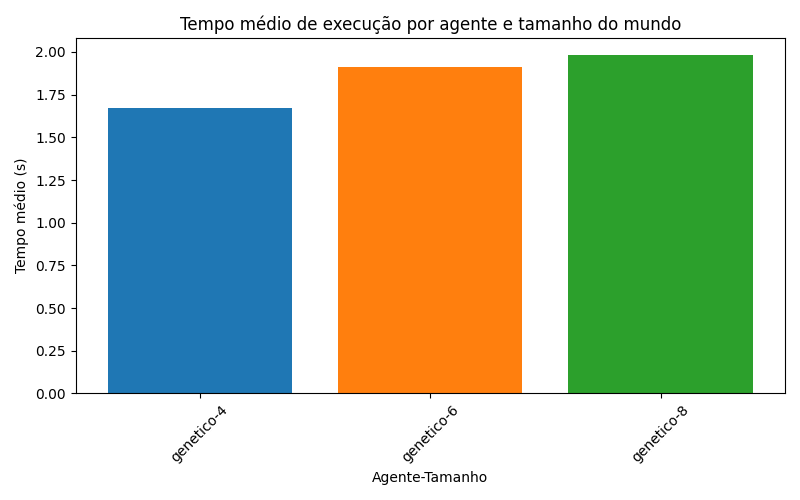 Tempo médio de execução por agente e tamanho do mundo
Tempo médio (s)
2.00
1.75
1.50
1.25
1.00
0.75
0.50
0.25
0.00
genetico-4
genetico-6
genetico-8
Agente-Tamanho